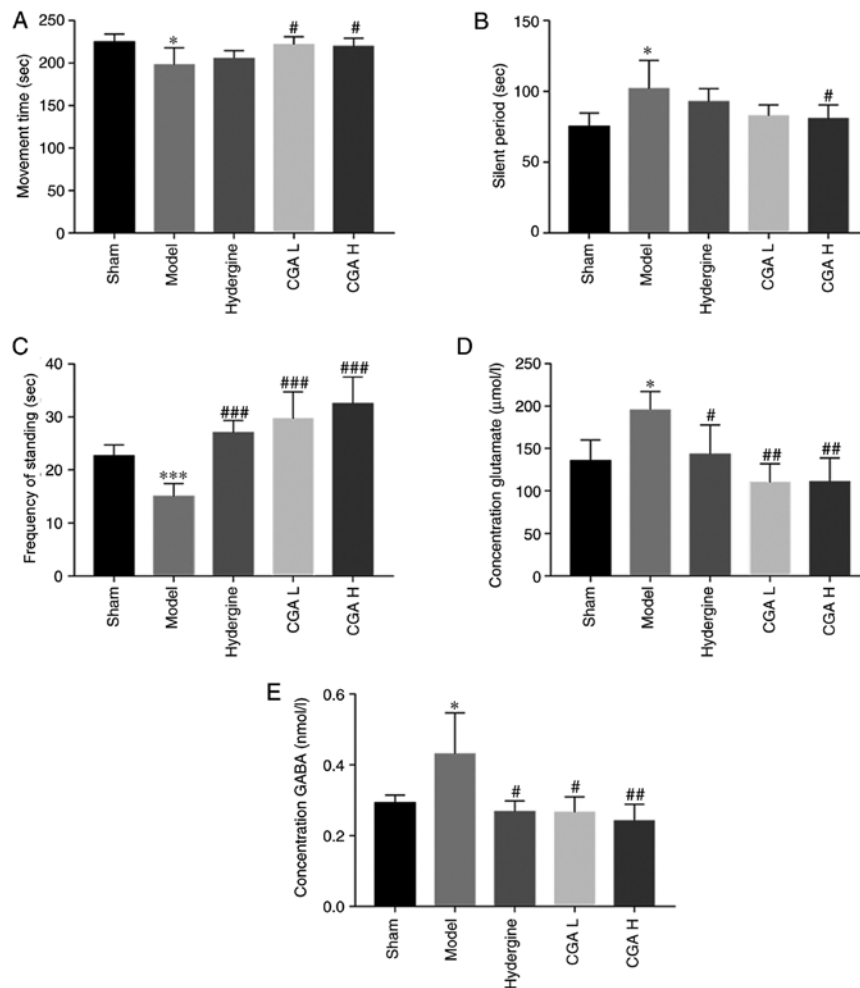 A
Movement time (sec)
250
200
150
100
50
0
*
#
#
Sham
Model
Hydergine
CGA L
CGA H
B
Silent period (sec)
150
100
50
0
*
#
Sham
Model
Hydergine
CGA L
CGA H
C
Frequency of standing (sec)
40
30
20
10
0
***
###
###
###
Sham
Model
Hydergine
CGA L
CGA H
D
Concentration glutamate (µmol/l)
250
200
150
100
50
0
*
#
##
##
Sham
Model
Hydergine
CGA L
CGA H
E
Concentration GABA (nmol/l)
0.6
0.4
0.2
0.0
*
#
#
##
Sham
Model
Hydergine
CGA L
CGA H